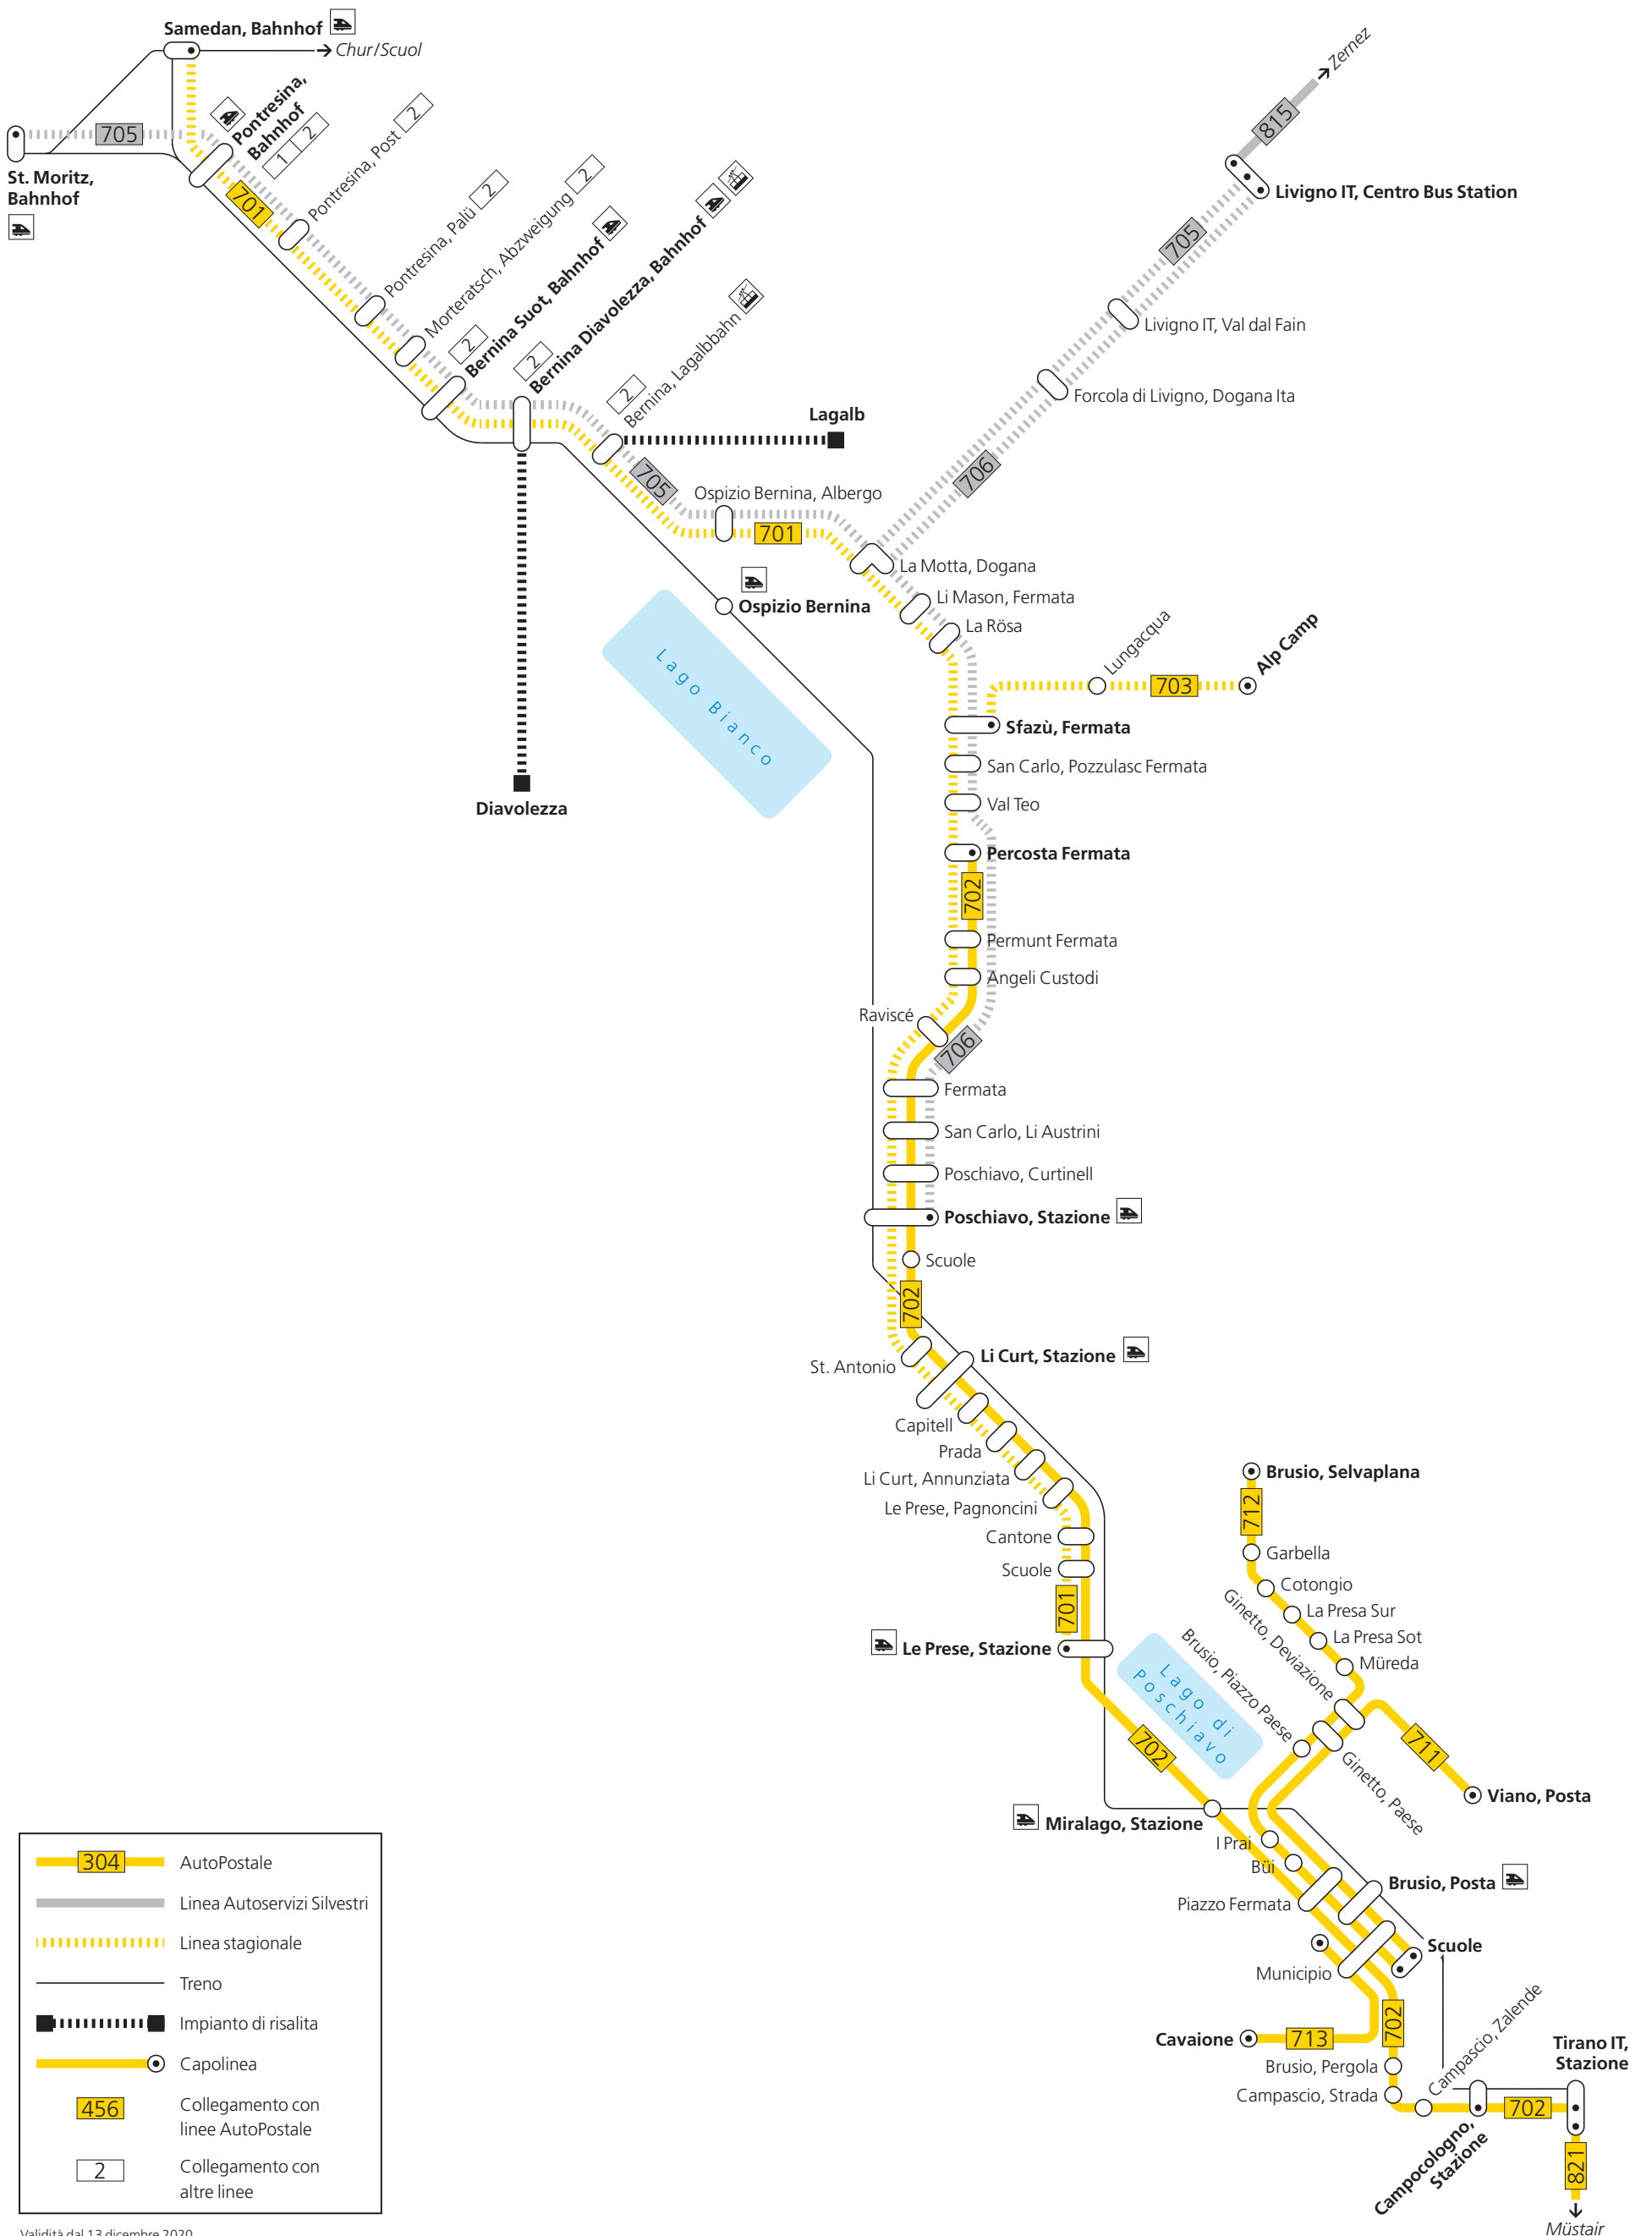 Samedan, Bahnhof
Chur/Scuol
Zernez
815
705
St. Moritz,
Bahnhof
Pontresina,
Bahnhof
1
2
701
Pontresina, Post
2
Pontresina, Palü
2
Morteratsch, Abzweigung
2
Bernina Suot, Bahnhof
2
Bernina Diavolezza, Bahnhof
2
Bernina, Lagalbbahn
2
Livigno IT, Centro Bus Station
705
Livigno IT, Val dal Fain
Forcola di Livigno, Dogana Ita
Lagalb
705
706
Ospizio Bernina, Albergo
701
La Motta, Dogana
Li Mason, Fermata
La Rösa
Ospizio Bernina
Lago Bianco
Lungacqua
703
Alp Camp
Sfazù, Fermata
San Carlo, Pozzulasc Fermata
Val Teo
Diavolezza
Percosta Fermata
702
Permunt Fermata
Angeli Custodi
Raviscé
706
Fermata
San Carlo, Li Austrini
Poschiavo, Curtinell
Poschiavo, Stazione
Scuole
702
St. Antonio
Li Curt, Stazione
Capitell
Prada
Li Curt, Annunziata
Le Prese, Pagnoncini
Cantone
Scuole
701
Le Prese, Stazione
Brusio, Selvaplana
712
Garbella
Cotongio
La Presa Sur
La Presa Sot
Müreda
Ginetto, Deviazione
Brusio, Piazzo Paese
Lago di
Poschiavo
702
711
Ginetto, Paese
Viano, Posta
Miralago, Stazione
I Prai
Büi
Piazzo Fermata
Brusio, Posta
Scuole
Municipio
Cavaione
713
702
Brusio, Pergola
Campascio, Strada
Campascio, Zalende
Tirano IT,
Stazione
702
Campocologno,
Stazione
821
Müstair
304
AutoPostale
Linea Autoservizi Silvestri
Linea stagionale
Treno
Impianto di risalita
Capolinea
456
Collegamento con
linee AutoPostale
2
Collegamento con
altre linee
Validità dal 13 dicembre 2020